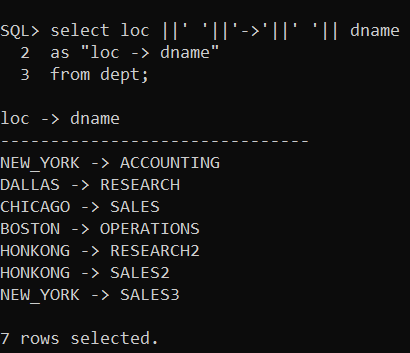 SQL> select loc ||' '||'->'||' '|| dname
2 as "loc -> dname"
3 from dept;
loc -> dname
-------------------------------
NEW_YORK -> ACCOUNTING
DALLAS -> RESEARCH
CHICAGO -> SALES
BOSTON -> OPERATIONS
HONKONG -> RESEARCH2
HONKONG -> SALES2
NEW_YORK -> SALES3
7 rows selected.